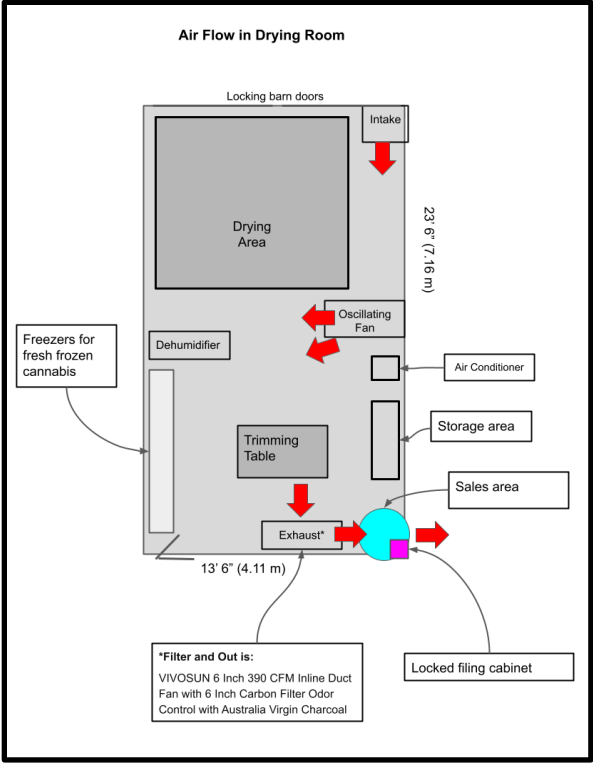 Air Flow in Drying Room
Locking barn doors
Intake
Drying
Area
23' 6” (7.16 m)
Oscillating
Fan
Freezers for
fresh frozen
cannabis
Dehumidifier
Air Conditioner
Storage area
Trimming
Table
Sales area
Exhaust*
13' 6” (4.11 m)
*Filter and Out is:
VIVOSUN 6 Inch 390 CFM Inline Duct
Fan with 6 Inch Carbon Filter Odor
Control with Australia Virgin Charcoal
Locked filing cabinet